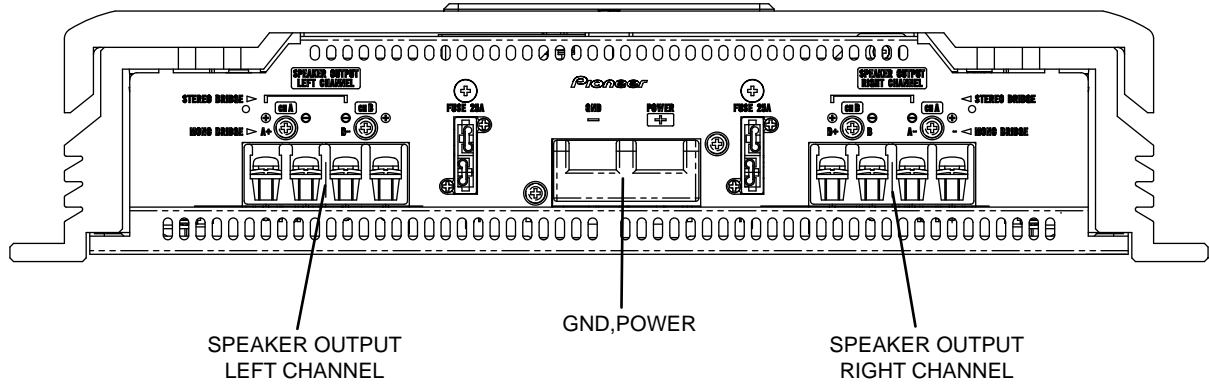 SPEAKER OUTPUT
LEFT CHANNEL
Pioneer
SPEAKER OUTPUT
RIGHT CHANNEL
STEREO BRIDGE
CH A
CH B
FUSE 25A
GND
POWER
FUSE 25A
CH B
CH A
STEREO BRIDGE
⊕ ⊖ ⊖ ⊕
− +
⊕ ⊖ ⊕
MONO BRIDGE
A+
B-
B+
B
A-
-
MONO BRIDGE
GND,POWER
SPEAKER OUTPUT
LEFT CHANNEL
SPEAKER OUTPUT
RIGHT CHANNEL